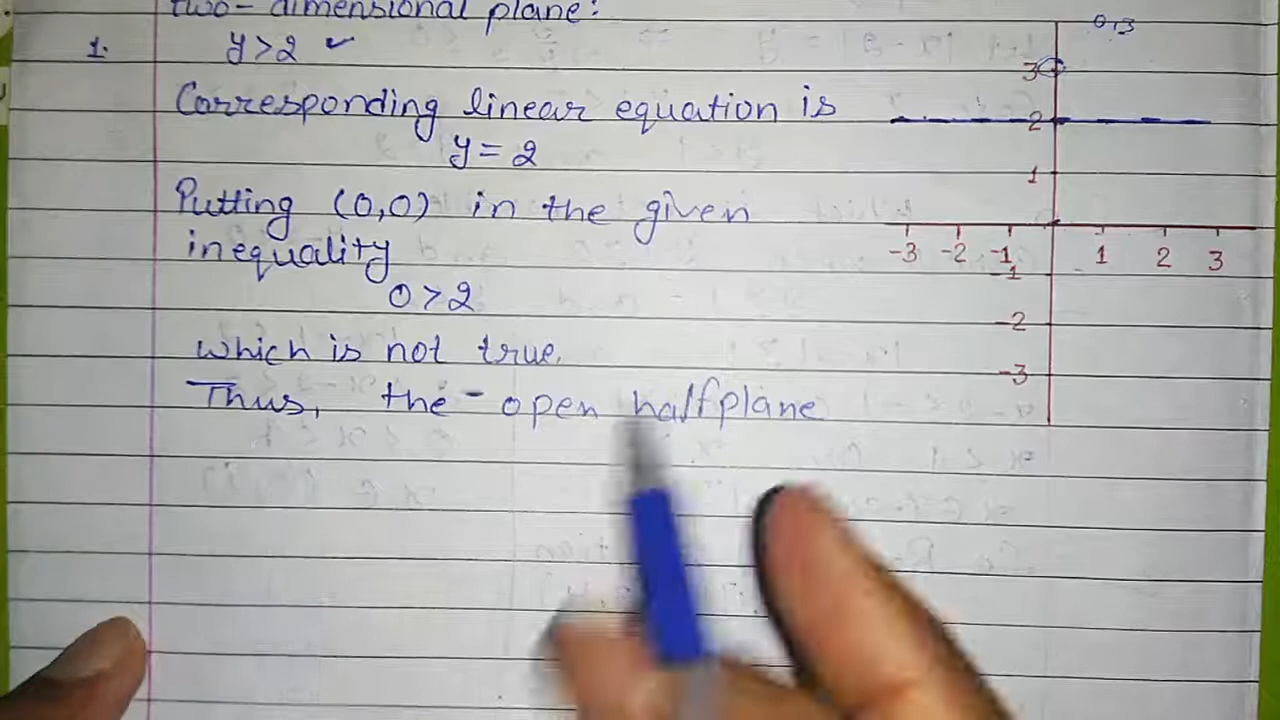 two-dimensional plane:
1. y>2 ✓
Corresponding linear equation is
y=2
Putting (0,0) in the given
inequality
0>2
which is not true.
Thus, the open halfplane
0,3
3
2
1
-3 -2 -1 1 2 3
-1
-2
-3